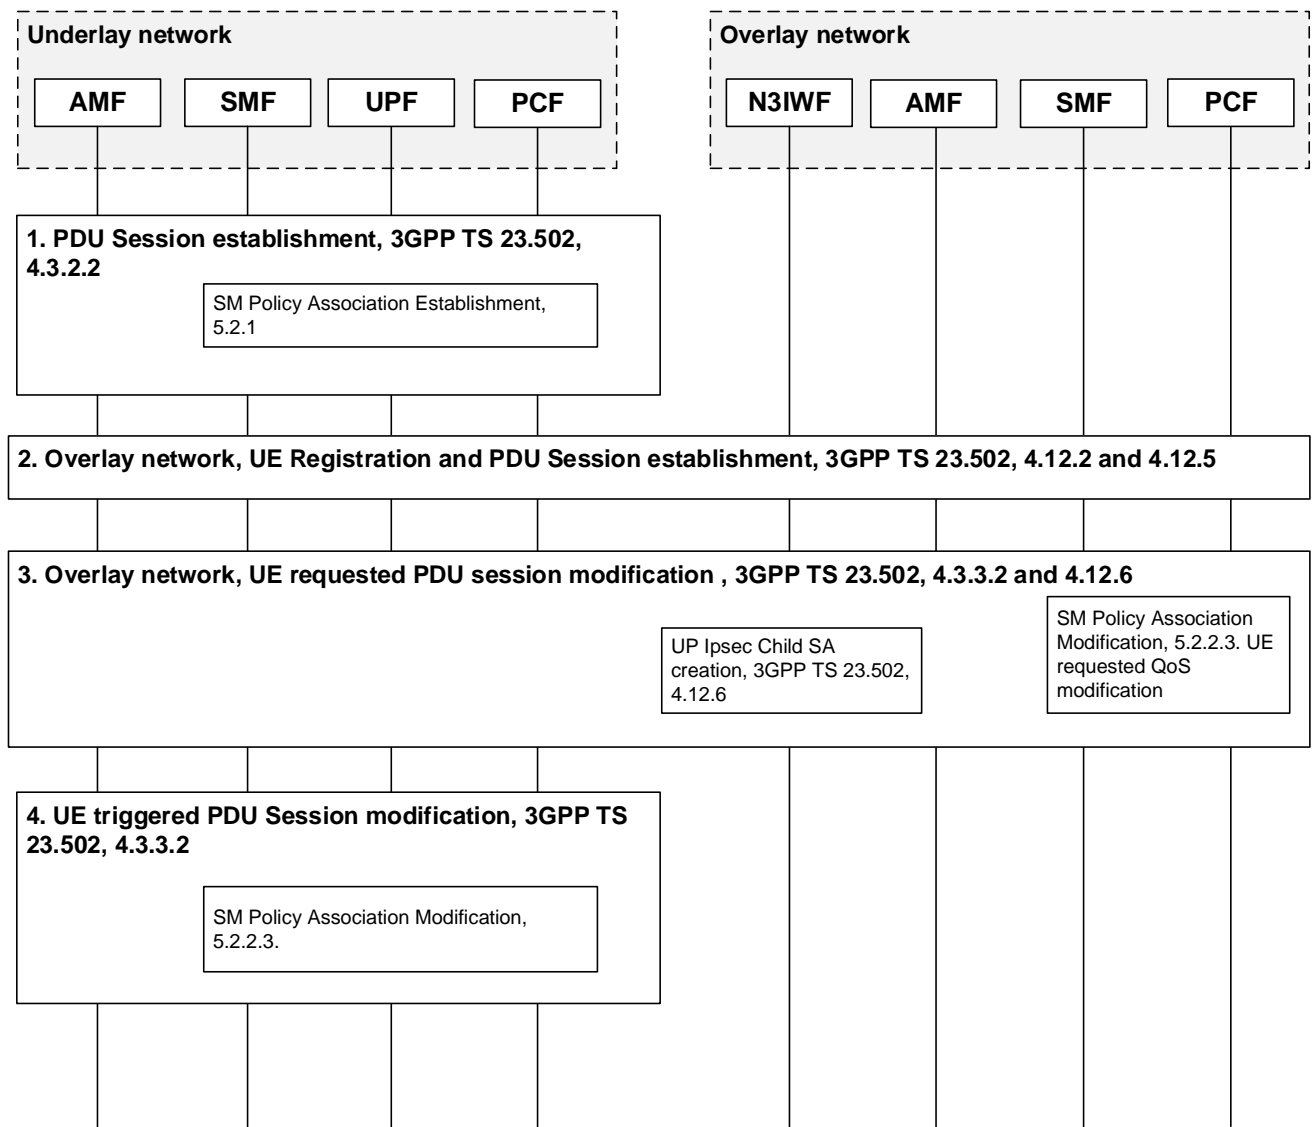 Underlay network
Overlay network
AMF
SMF
UPF
PCF
N3IWF
AMF
SMF
PCF
1. PDU Session establishment, 3GPP TS 23.502,
4.3.2.2
SM Policy Association Establishment,
5.2.1
2. Overlay network, UE Registration and PDU Session establishment, 3GPP TS 23.502, 4.12.2 and 4.12.5
3. Overlay network, UE requested PDU session modification , 3GPP TS 23.502, 4.3.3.2 and 4.12.6
UP Ipsec Child SA
creation, 3GPP TS 23.502,
4.12.6
SM Policy Association
Modification, 5.2.2.3. UE
requested QoS
modification
4. UE triggered PDU Session modification, 3GPP TS
23.502, 4.3.3.2
SM Policy Association Modification,
5.2.2.3.